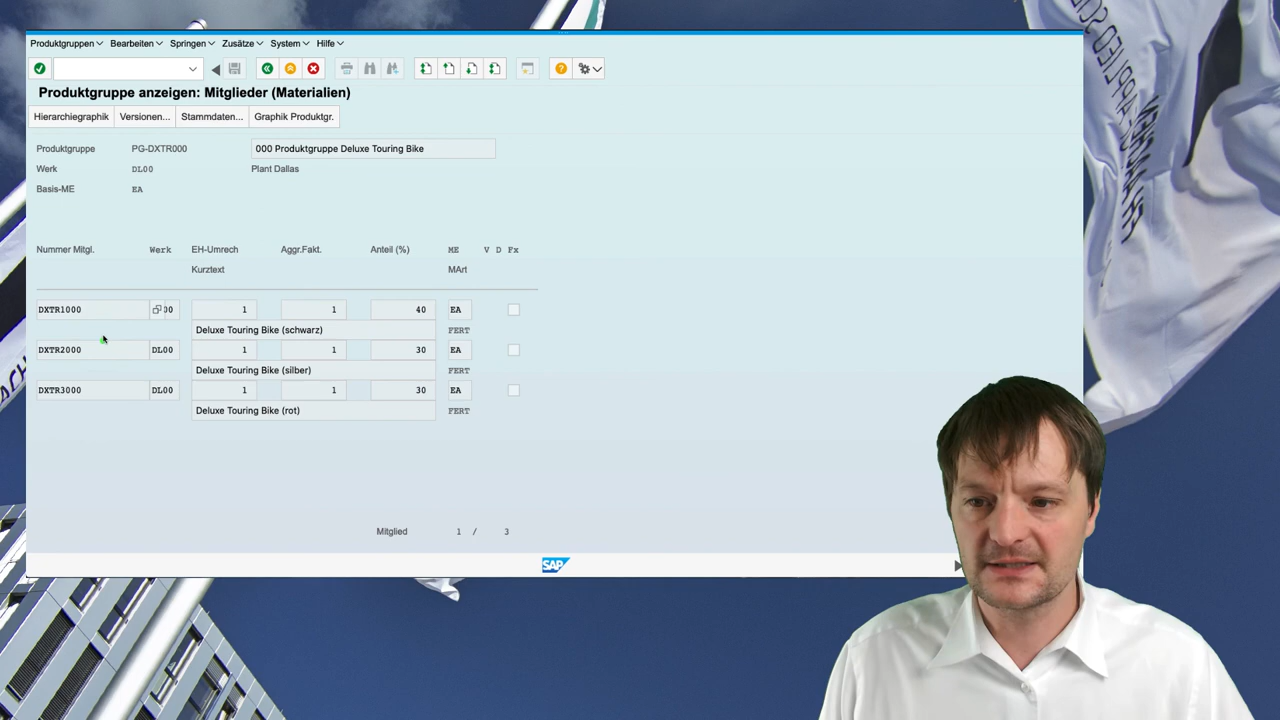 Produktgruppen Bearbeiten Springen Zusätze System Hilfe
Produktgruppe anzeigen: Mitglieder (Materialien)
Hierarchiegraphik Versionen... Stammdaten... Graphik Produktgr.
Produktgruppe PG-DXTR000 000 Produktgruppe Deluxe Touring Bike
Werk DL00 Plant Dallas
Basis-ME EA
Nummer Mitgl. Werk EH-Umrech Aggr.Fakt. Anteil (%) ME V D Fx
Kurztext MArt
DXTR1000 1 1 40 EA
Deluxe Touring Bike (schwarz) FERT
DXTR2000 DL00 1 1 30 EA
Deluxe Touring Bike (silber) FERT
DXTR3000 DL00 1 1 30 EA
Deluxe Touring Bike (rot) FERT
Mitglied 1 / 3
SAP